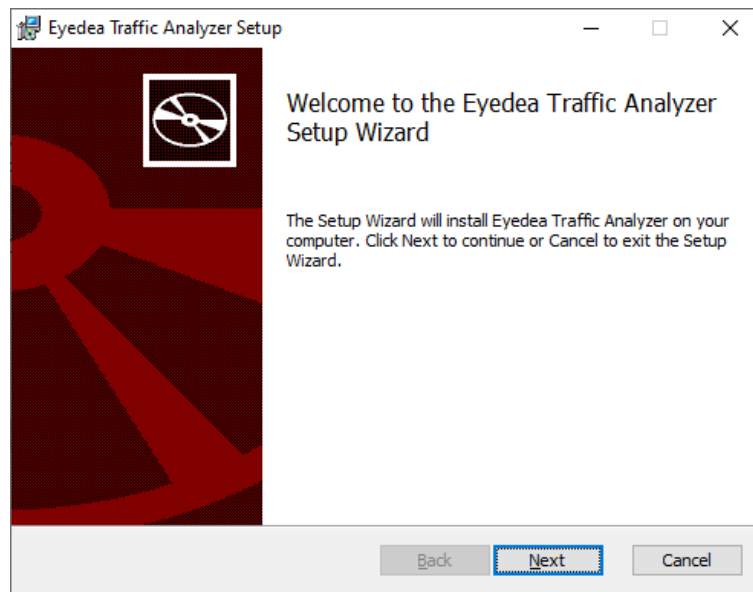 Eyedea Traffic Analyzer Setup
Welcome to the Eyedea Traffic Analyzer
Setup Wizard
The Setup Wizard will install Eyedea Traffic Analyzer on your
computer. Click Next to continue or Cancel to exit the Setup
Wizard.
Back Next Cancel